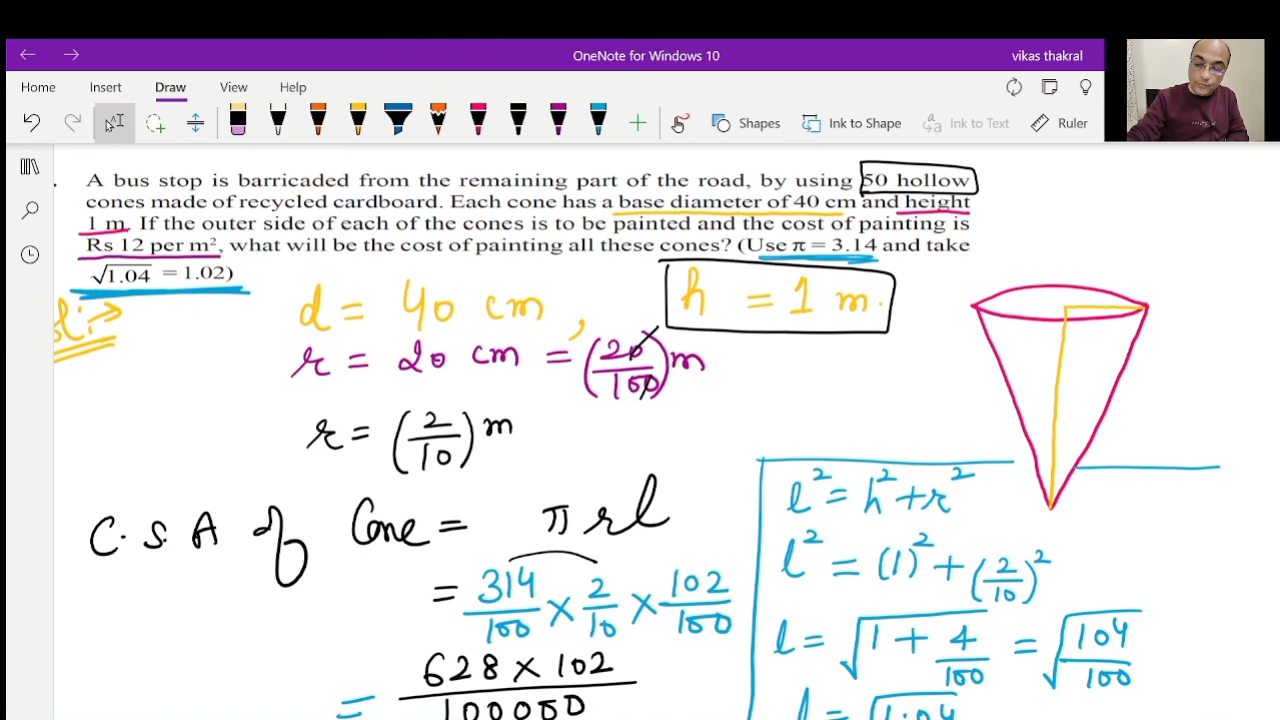 OneNote for Windows 10
vikas thakral
Home Insert Draw View Help
Shapes Ink to Shape Ink to Text Ruler
A bus stop is barricaded from the remaining part of the road, by using 50 hollow
cones made of recycled cardboard. Each cone has a base diameter of 40 cm and height
1 m. If the outer side of each of the cones is to be painted and the cost of painting is
Rs 12 per m², what will be the cost of painting all these cones? (Use π = 3.14 and take
√1.04 = 1.02)
d = 40 cm , h = 1 m.
r = 20 cm = (20/100) m
r = (2/10) m
C.S.A of Cone = π r l
= 314/100 × 2/10 × 102/100
= 628 × 102 / 100000
l² = h² + r²
l² = (1)² + (2/10)²
l = √1 + 4/100 = √104/100
l = √1.04